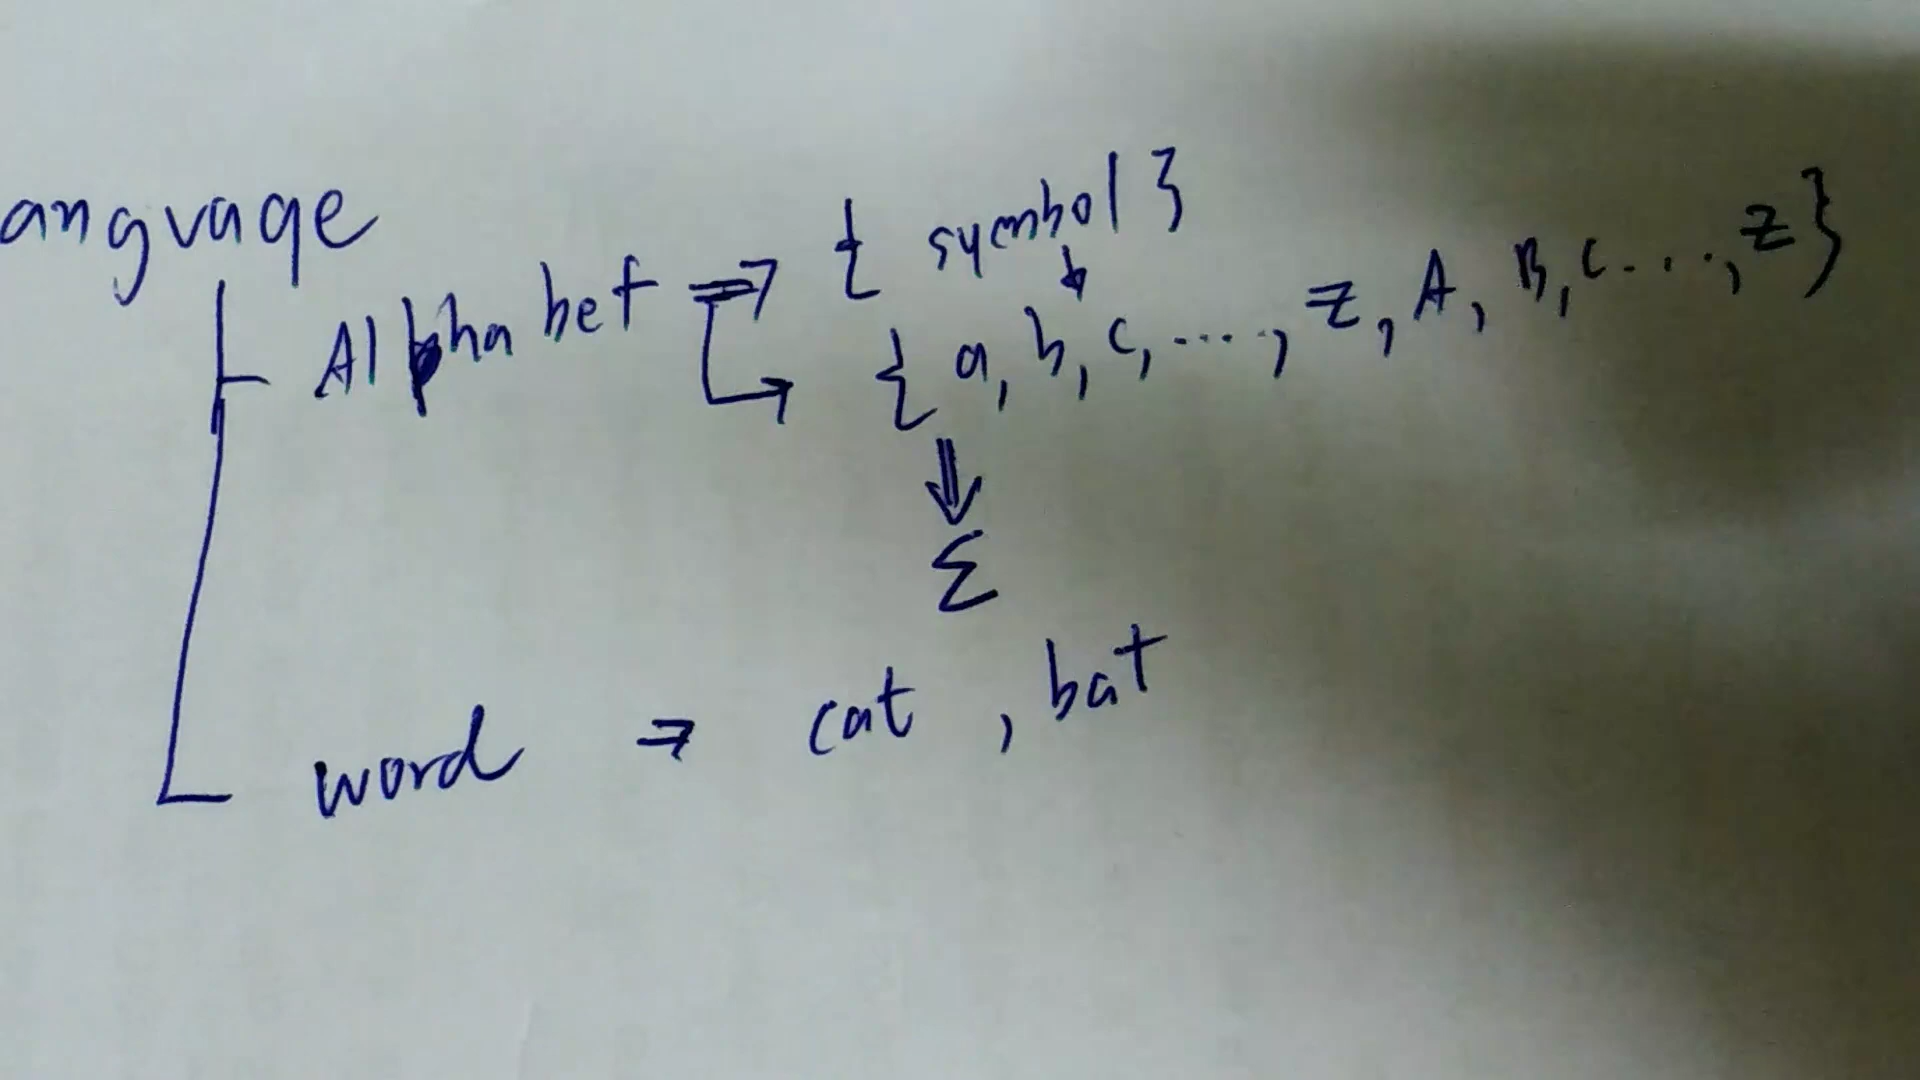 anguage
Alphabet ⇒ { symbol }
→ { a, b, c, ...., z, A, B, C....., Z }
⇓
Σ
word ⇒ cat , bat